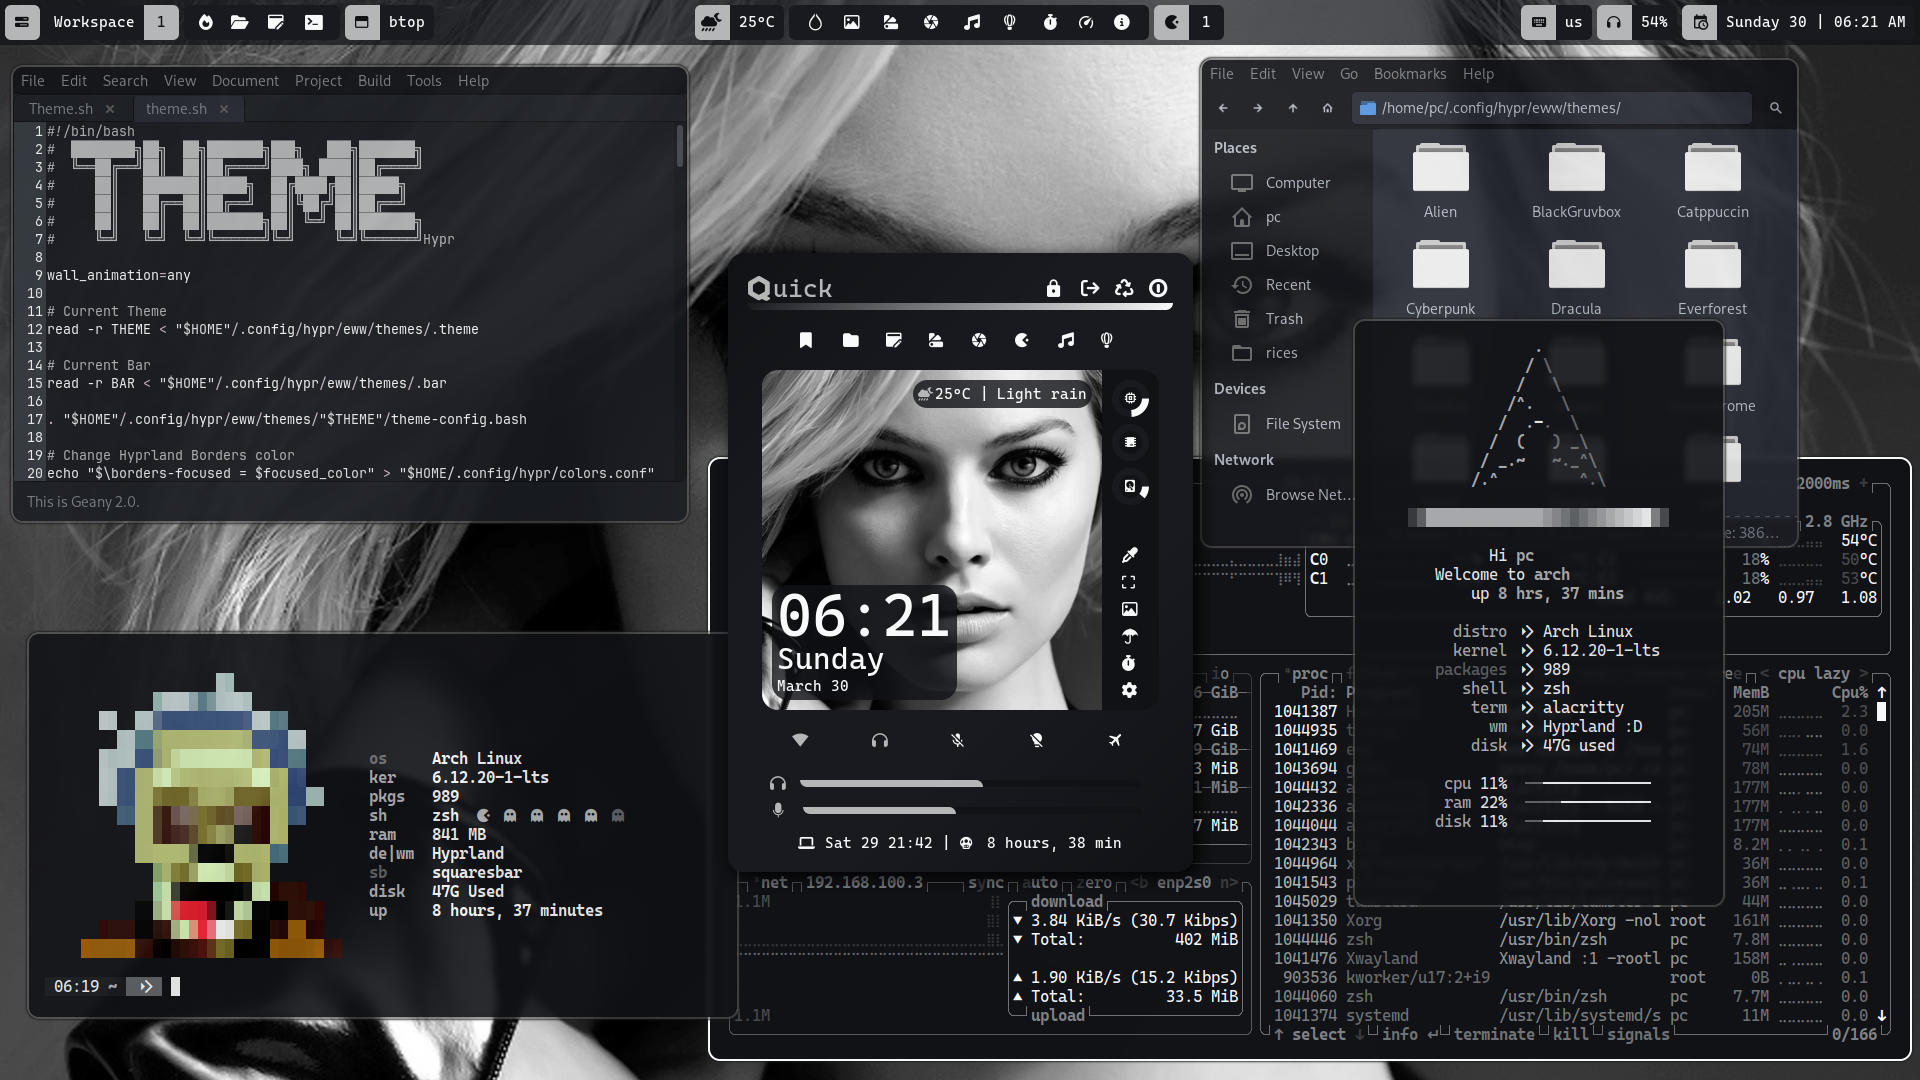 Workspace 1 btop 25°C 1 us 54% Sunday 30 | 06:21 AM
File Edit Search View Document Project Build Tools Help
Theme.sh × theme.sh ×
1 #!/bin/bash
2 #
3 #
4 # THEME
5 #
6 #
7 # Hypr
8
9 wall_animation=any
10
11 # Current Theme
12 read -r THEME < "$HOME"/.config/hypr/eww/themes/.theme
13
14 # Current Bar
15 read -r BAR < "$HOME"/.config/hypr/eww/themes/.bar
16
17 . "$HOME"/.config/hypr/eww/themes/"$THEME"/theme-config.bash
18
19 # Change Hyprland Borders color
20 echo "$\borders-focused = $focused_color" > "$HOME/.config/hypr/colors.conf"
This is Geany 2.0.
File Edit View Go Bookmarks Help
/home/pc/.config/hypr/eww/themes/
Places
Computer
pc
Desktop
Recent
Trash
rices
Devices
File System
Network
Browse Net...
Alien BlackGruvbox Catppuccin
Cyberpunk Dracula Everforest
rome
e: 386...
Quick
25°C | Light rain
06:21
Sunday
March 30
Sat 29 21:42 | 8 hours, 38 min
os Arch Linux
ker 6.12.20-1-lts
pkgs 989
sh zsh
ram 841 MB
de|wm Hyprland
sb squaresbar
disk 47G Used
up 8 hours, 37 minutes
06:19 ~
Hi pc
Welcome to arch
up 8 hrs, 37 mins
distro Arch Linux
kernel 6.12.20-1-lts
packages 989
shell zsh
term alacritty
wm Hyprland :D
disk 47G used
cpu 11%
ram 22%
disk 11%
2000ms +
2.8 GHz
54°C
C0 18% 50°C
C1 18% 53°C
.02 0.97 1.08
io
GiB
7 GiB
9 GiB
3 MiB
1 MiB
7 MiB
net 192.168.100.3 sync auto zero <b enp2s0 n>
1.1M
download
▼ 3.84 KiB/s (30.7 Kibps)
▼ Total: 402 MiB
▲ 1.90 KiB/s (15.2 Kibps)
▲ Total: 33.5 MiB
upload
1.1M
proc ee < cpu lazy >
Pid: MemB Cpu% ↑
1041387 205M 2.3
1044935 56M 0.0
1041469 74M 1.6
1043694 78M 0.0
1044432 177M 0.0
1042336 177M 0.0
1044044 177M 0.0
1042343 8.2M 0.1
1044964 36M 0.0
1041543 36M 0.1
1045029 44M 0.0
1041350 Xorg /usr/lib/Xorg -nol root 161M 0.0
1044446 zsh /usr/bin/zsh pc 7.8M 0.0
1041476 Xwayland Xwayland :1 -rootl pc 158M 0.0
903536 kworker/u17:2+i9 root 0B 0.1
1044060 zsh /usr/bin/zsh pc 7.7M 0.0
1041374 systemd /usr/lib/systemd/s pc 11M 0.0 ↓
↑ select ↓ info ↵ terminate kill signals 0/166